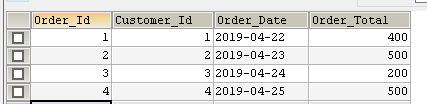 Order_Id Customer_Id Order_Date Order_Total
1 1 2019-04-22 400
2 2 2019-04-23 500
3 3 2019-04-24 200
4 4 2019-04-25 500